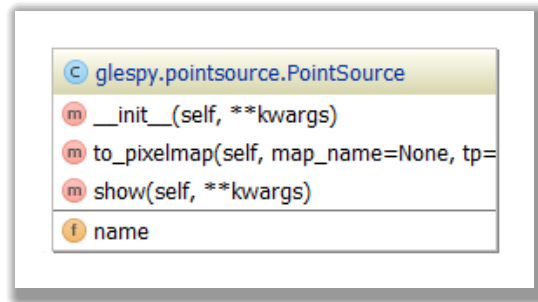 C glespy.pointsource.PointSource
m __init__(self, **kwargs)
m to_pixelmap(self, map_name=None, tp=
m show(self, **kwargs)
f name